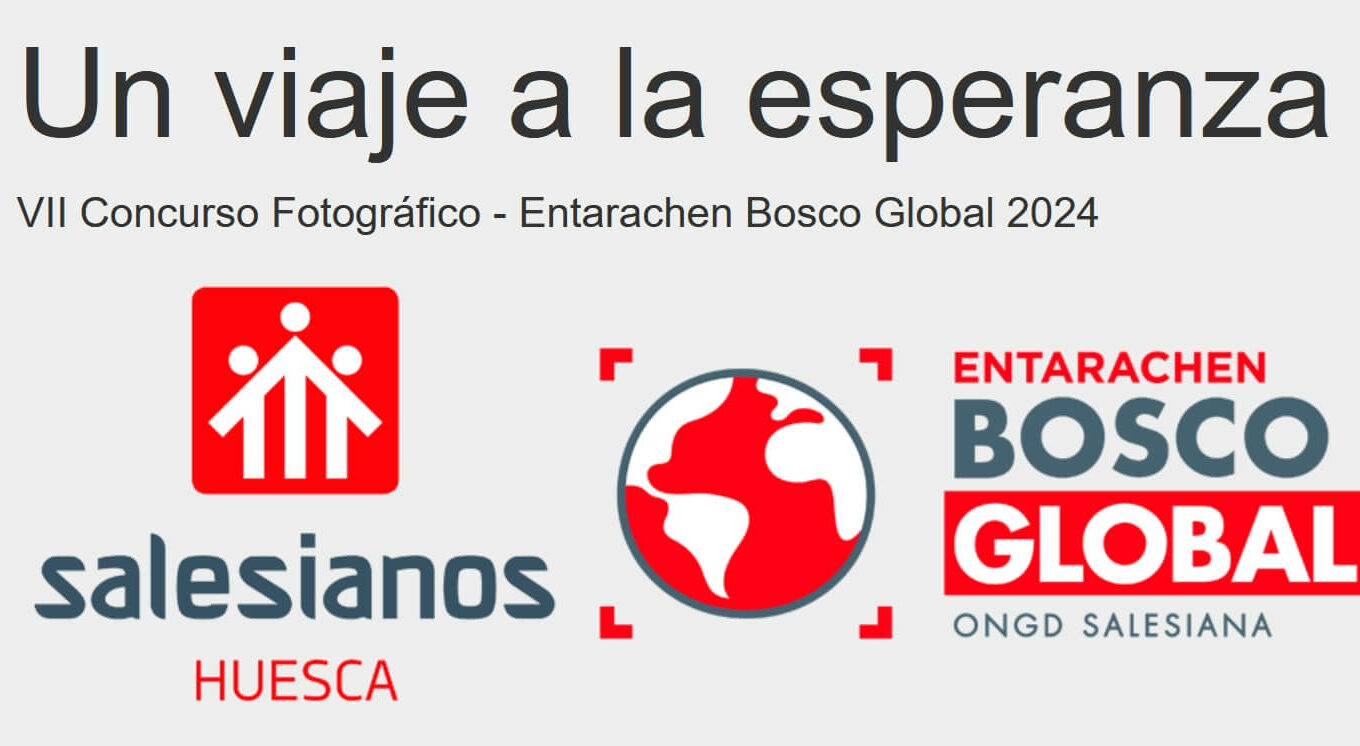 Un viaje a la esperanza
VII Concurso Fotográfico - Entarachen Bosco Global 2024
salesianos
HUESCA
ENTARACHEN
BOSCO
GLOBAL
ONGD SALESIANA